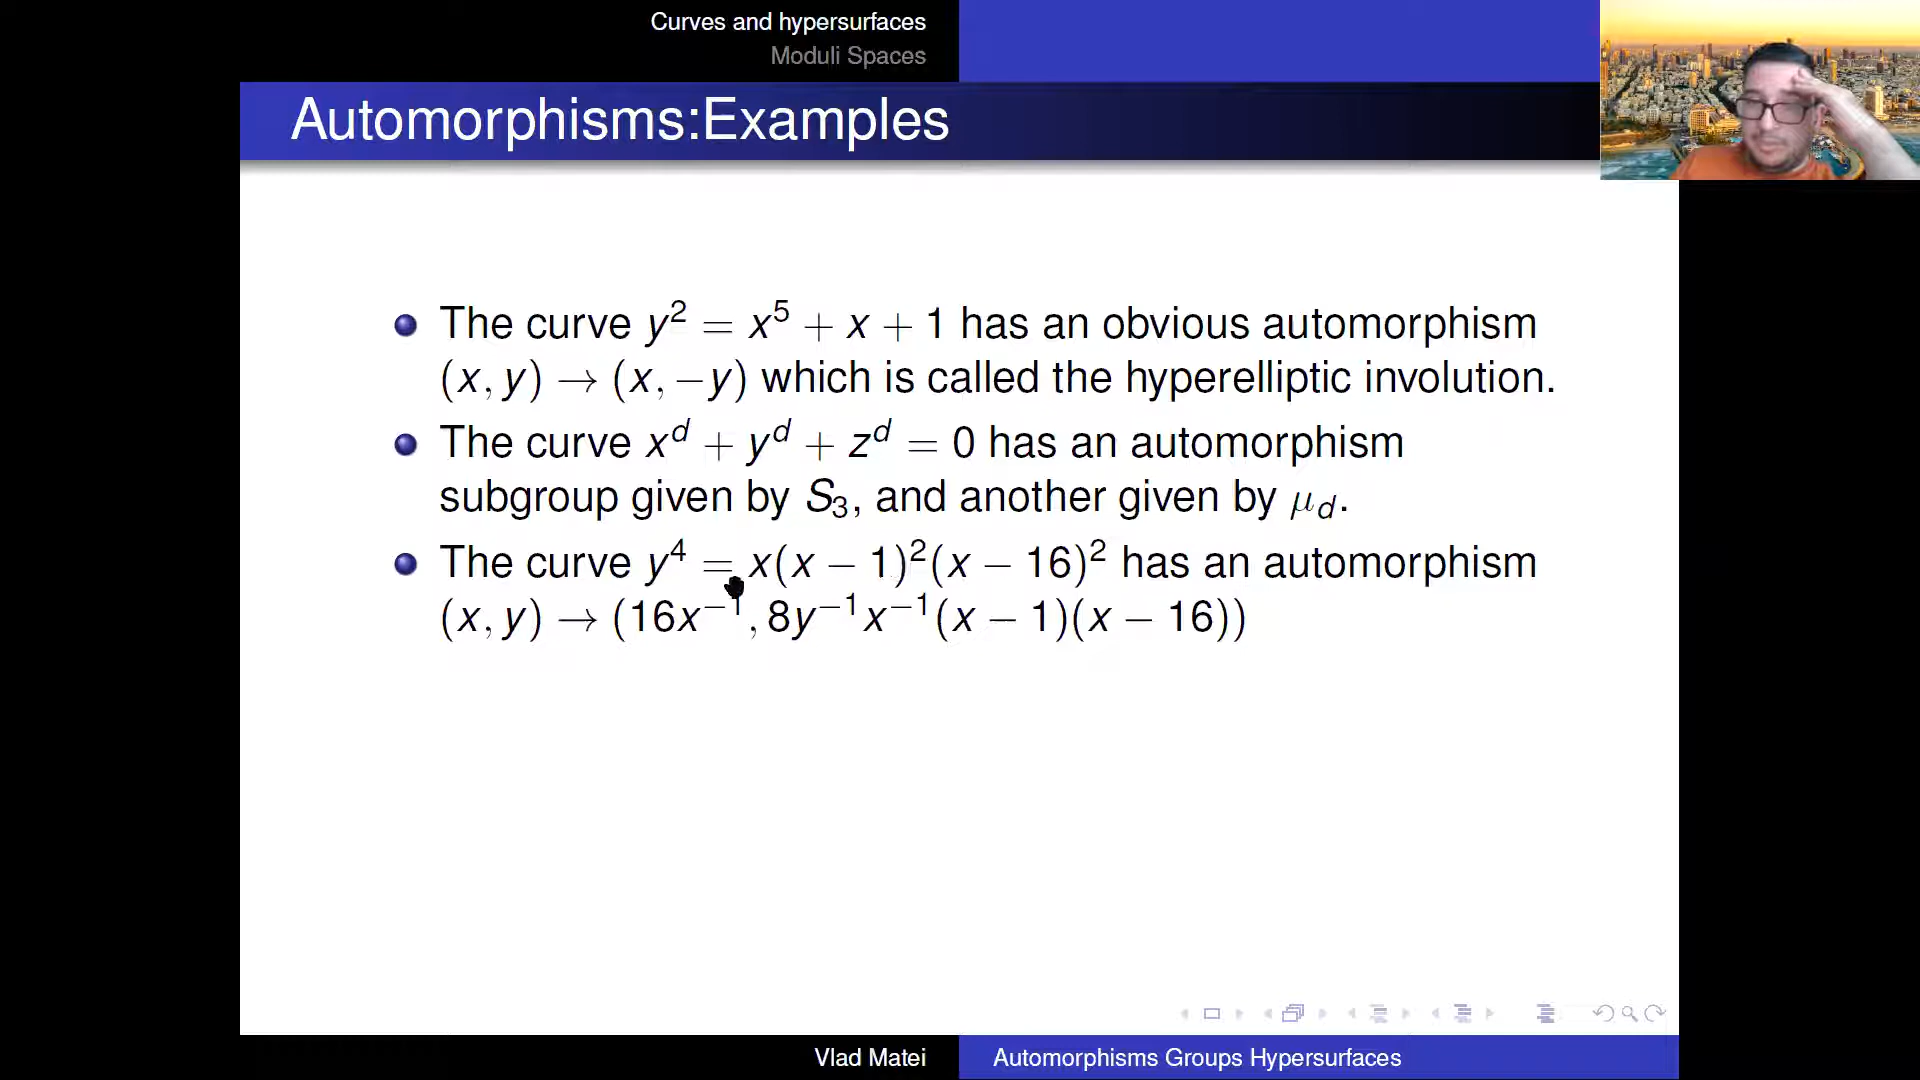 Curves and hypersurfaces
Moduli Spaces
Automorphisms:Examples
The curve y² = x⁵ + x + 1 has an obvious automorphism
(x, y) → (x, −y) which is called the hyperelliptic involution.
The curve xᵈ + yᵈ + zᵈ = 0 has an automorphism
subgroup given by S₃, and another given by μ_d.
The curve y⁴ = x(x − 1)²(x − 16)² has an automorphism
(x, y) → (16x⁻¹, 8y⁻¹x⁻¹(x − 1)(x − 16))
Vlad Matei
Automorphisms Groups Hypersurfaces